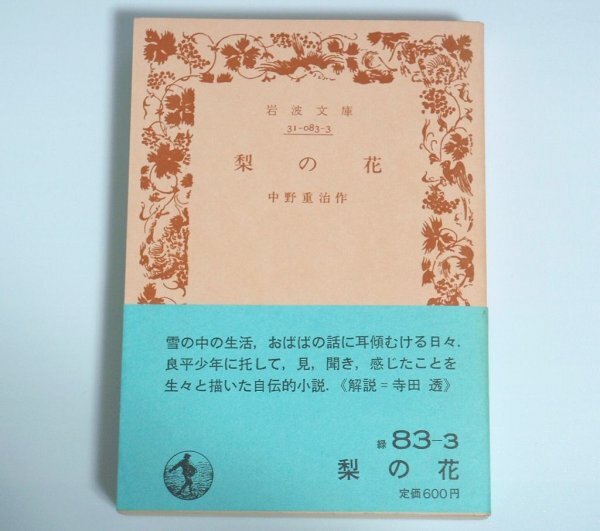 岩波文庫
31-083-3
梨の花
中野重治作
雪の中の生活，おばばの話に耳傾むける日々．
良平少年に托して，見，聞き，感じたことを
生々と描いた自伝的小説．《解説＝寺田 透》
緑 83-3
梨の花
定価600円